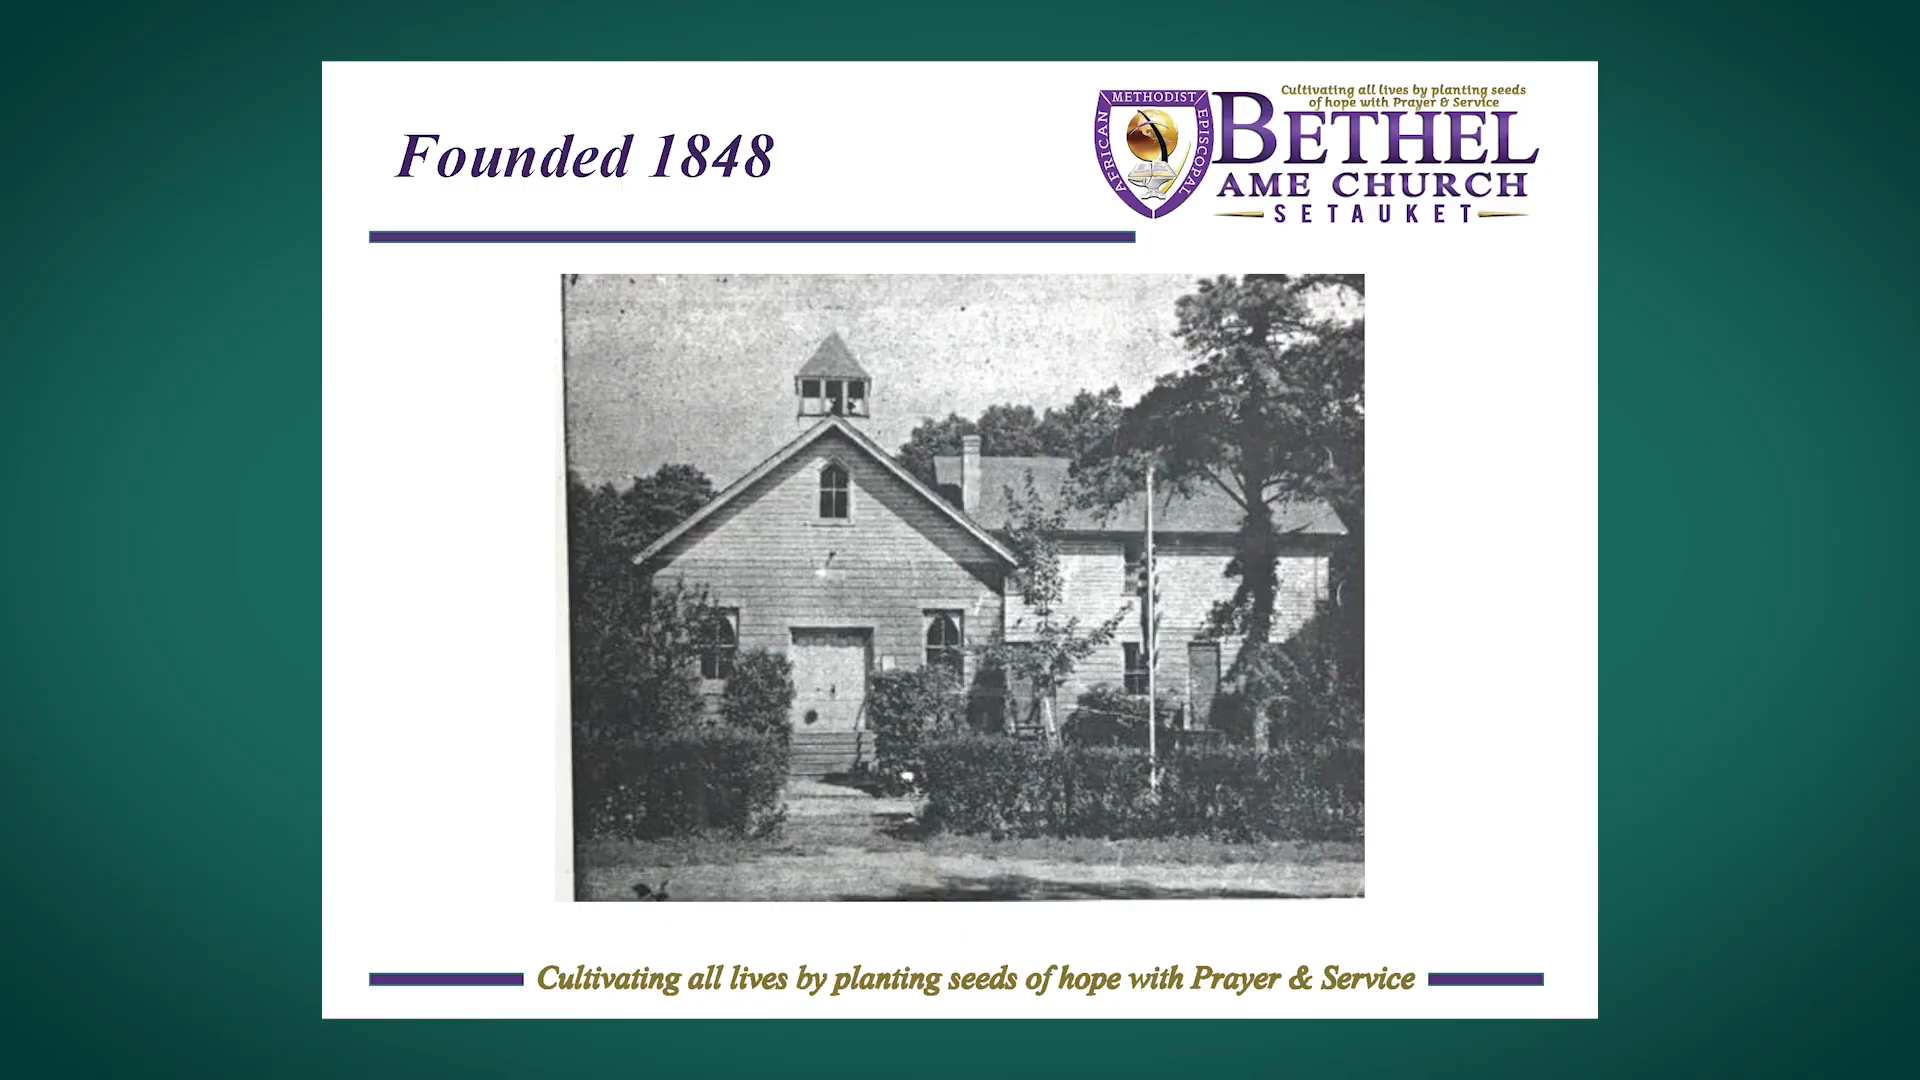 Founded 1848
AFRICAN METHODIST EPISCOPAL
Cultivating all lives by planting seeds
of hope with Prayer & Service
BETHEL
AME CHURCH
SETAUKET
Cultivating all lives by planting seeds of hope with Prayer & Service